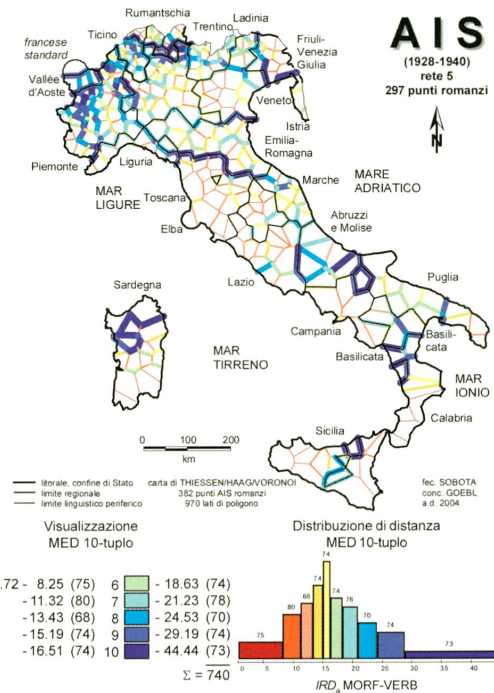 AIS
(1928-1940)
rete 5
297 punti romanzi
N
Rumantschia
Ladinia
Trentino
Ticino
francese
standard
Friuli-
Venezia
Giulia
Vallée
d'Aoste
Veneto
Istria
Emilia-
Romagna
Piemonte
Liguria
MAR
LIGURE
Marche
MARE
ADRIATICO
Toscana
Elba
Abruzzi
e Molise
Lazio
Puglia
Sardegna
Campania
Basili-
cata
Basilicata
MAR
TIRRENO
MAR
IONIO
Calabria
Sicilia
0 100 200
km
litorale, confine di Stato
limite regionale
limite linguistico periferico
carta di THIESSEN/HAAG/VORONOI
382 punti AIS romanzi
970 lati di poligono
fec. SOBOTA
conc. GOEBL
a.d. 2004
Visualizzazione
MED 10-tuplo
.72 - 8.25 (75) 6 - 18.63 (74)
- 11.32 (80) 7 - 21.23 (78)
- 13.43 (68) 8 - 24.53 (70)
- 15.19 (74) 9 - 29.19 (74)
- 16.51 (74) 10 - 44.44 (73)
Σ = 740
Distribuzione di distanza
MED 10-tuplo
75 80 68 74 74 74 78 70 74 73
0 5 10 15 20 25 30 35 40
IRDjk MORF-VERB